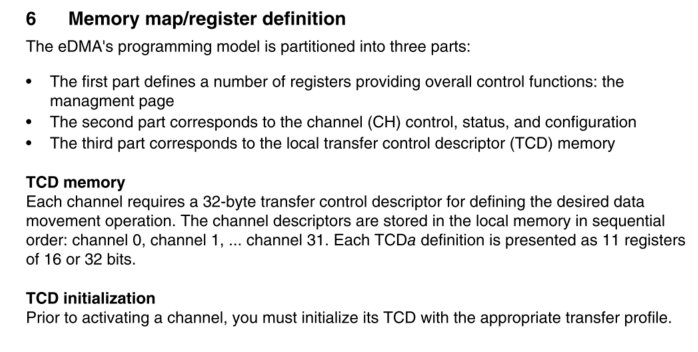 6 Memory map/register definition
The eDMA's programming model is partitioned into three parts:
• The first part defines a number of registers providing overall control functions: the
managment page
• The second part corresponds to the channel (CH) control, status, and configuration
• The third part corresponds to the local transfer control descriptor (TCD) memory
TCD memory
Each channel requires a 32-byte transfer control descriptor for defining the desired data
movement operation. The channel descriptors are stored in the local memory in sequential
order: channel 0, channel 1, ... channel 31. Each TCDa definition is presented as 11 registers
of 16 or 32 bits.
TCD initialization
Prior to activating a channel, you must initialize its TCD with the appropriate transfer profile.